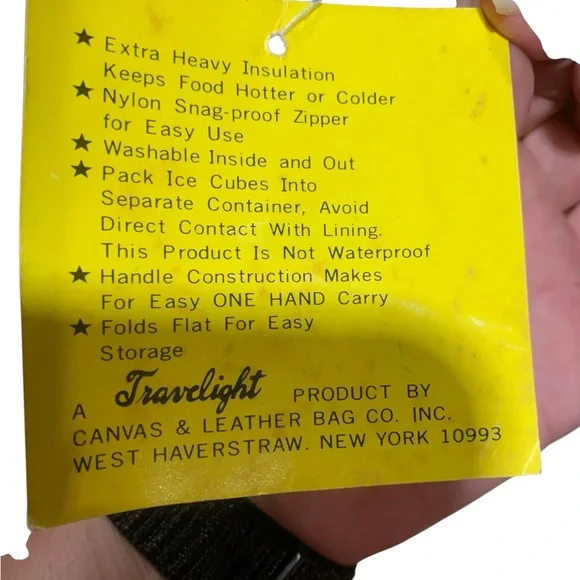 ★ Extra Heavy Insulation
Keeps Food Hotter or Colder
★ Nylon Snag-proof Zipper
for Easy Use
★ Washable Inside and Out
★ Pack Ice Cubes Into
Separate Container, Avoid
Direct Contact With Lining.
This Product Is Not Waterproof
★ Handle Construction Makes
For Easy ONE HAND Carry
★ Folds Flat For Easy
Storage
A Travelight PRODUCT BY
CANVAS & LEATHER BAG CO. INC.
WEST HAVERSTRAW. NEW YORK 10993